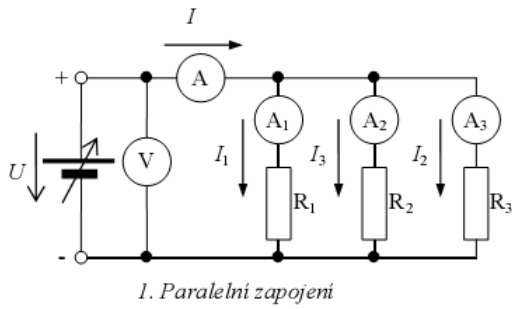 I
+
A
A1
A2
A3
U
V
I1
I3
I2
R1
R2
R3
-
1. Paralelní zapojení